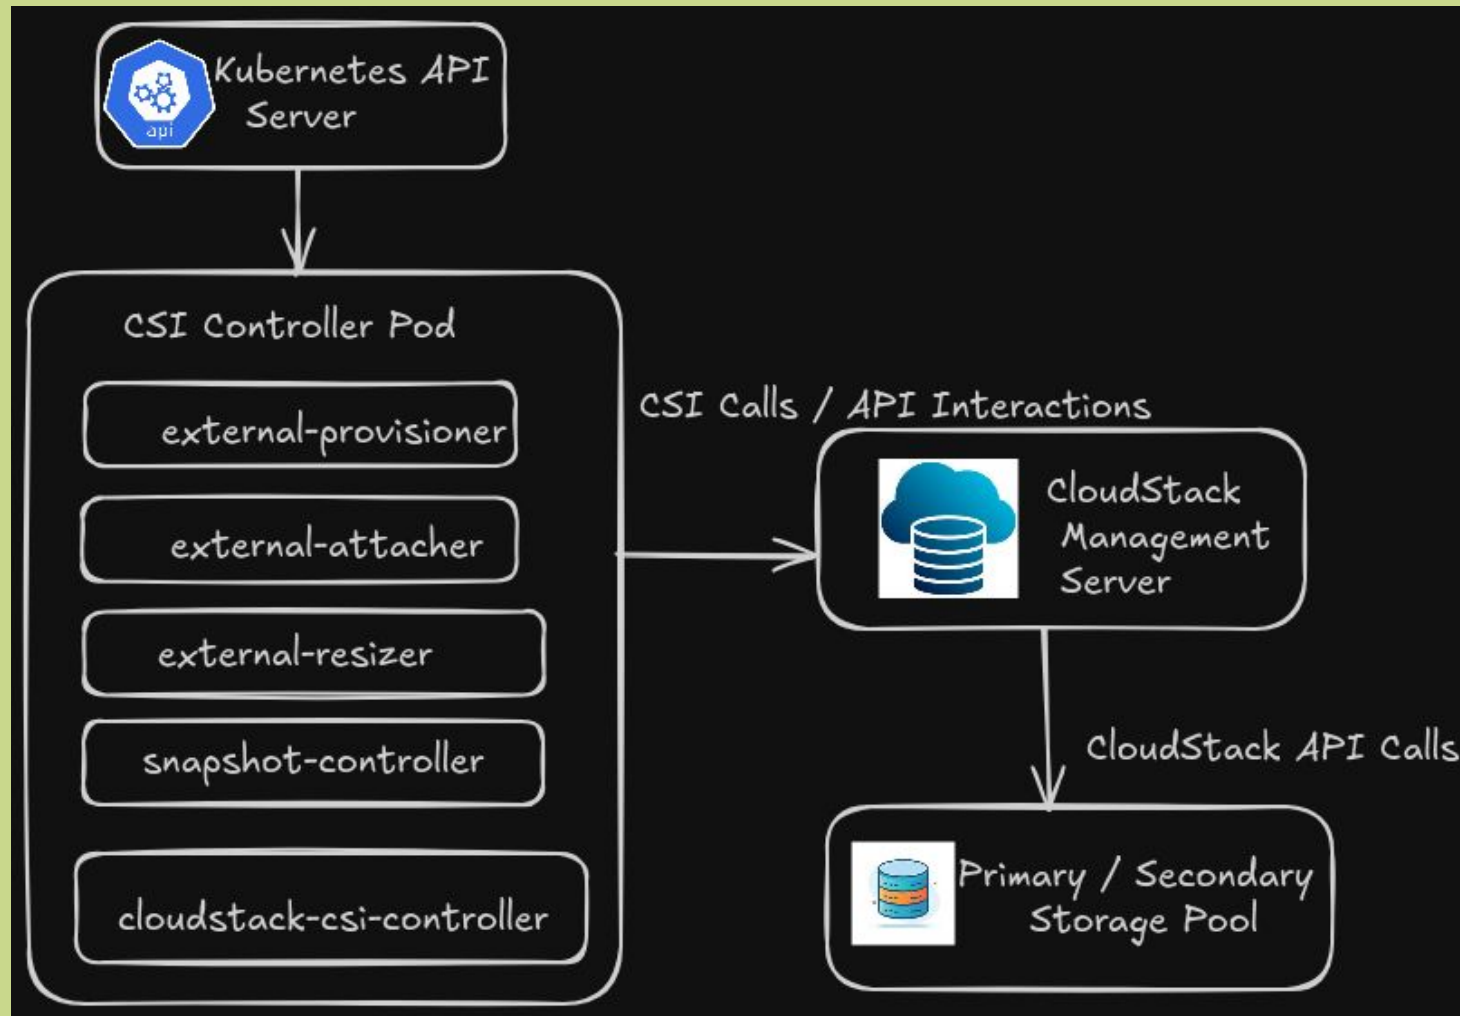 Kubernetes API
Server
api
CSI Controller Pod
external-provisioner
external-attacher
external-resizer
snapshot-controller
cloudstack-csi-controller
CSI Calls / API Interactions
CloudStack
Management
Server
CloudStack API Calls
Primary / Secondary
Storage Pool